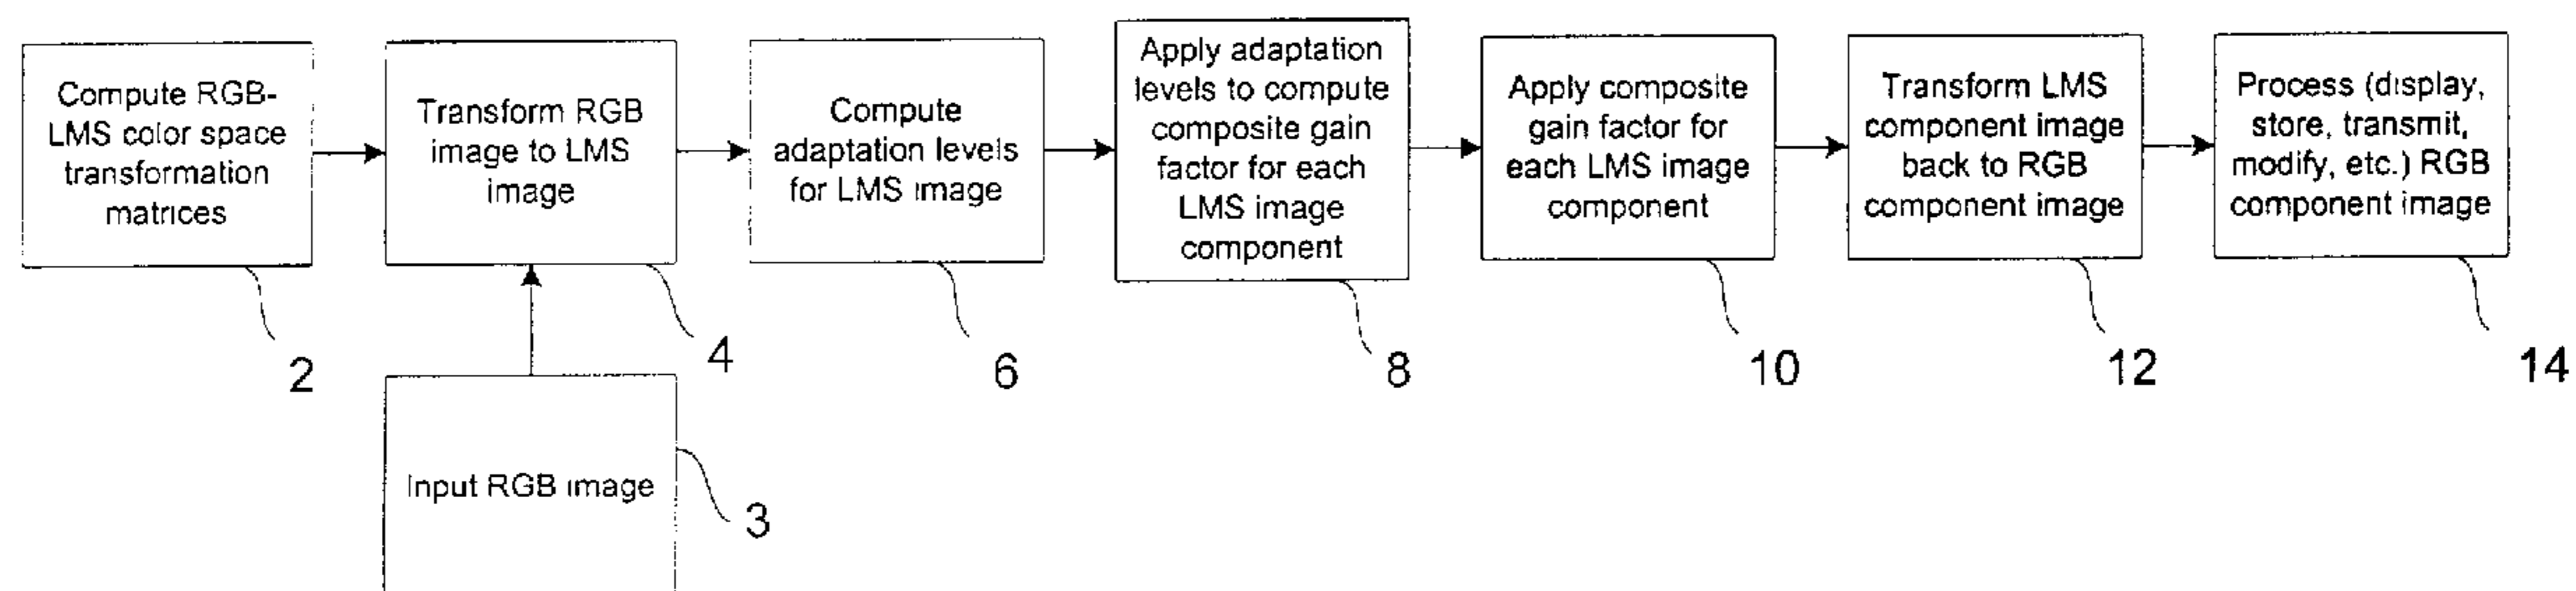 Compute RGB-
LMS color space
transformation
matrices
2
Transform RGB
image to LMS
image
4
Input RGB image
3
Compute
adaptation levels
for LMS image
6
Apply adaptation
levels to compute
composite gain
factor for each
LMS image
component
8
Apply composite
gain factor for
each LMS image
component
10
Transform LMS
component image
back to RGB
component image
12
Process (display,
store, transmit,
modify, etc.) RGB
component image
14